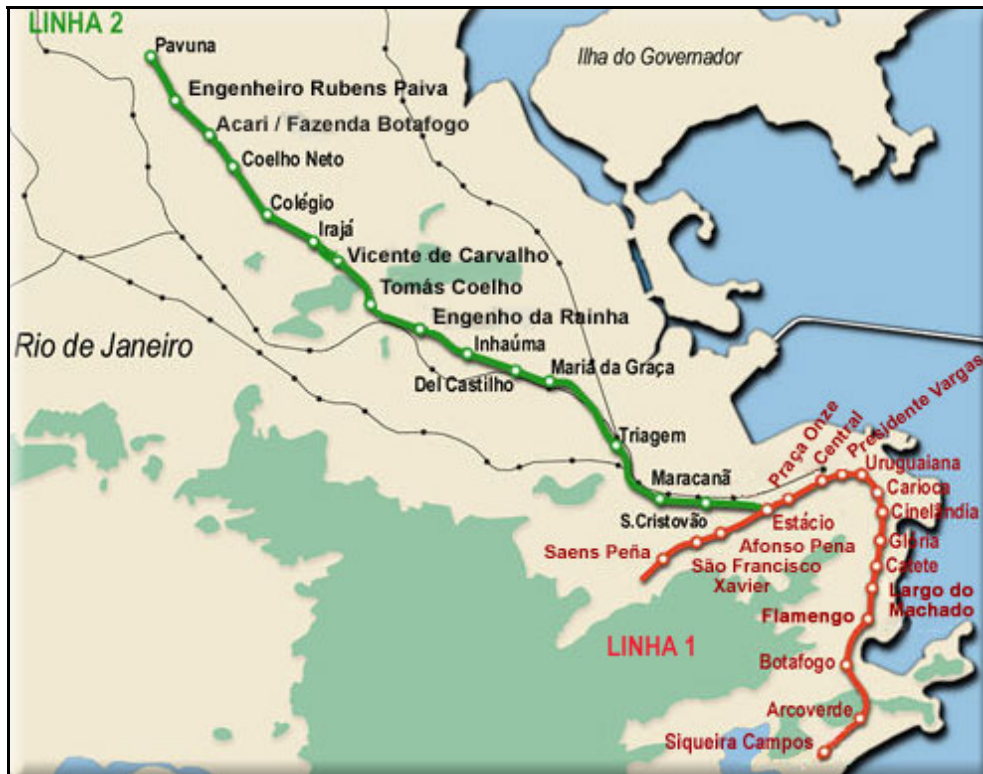 LINHA 2
Pavuna
Ilha do Governador
Engenheiro Rubens Paiva
Acari / Fazenda Botafogo
Coelho Neto
Colégio
Irajá
Vicente de Carvalho
Tomás Coelho
Engenho da Rainha
Rio de Janeiro
Inhaúma
Maria da Graça
Del Castilho
Triagem
Praça Onze
Central
Presidente Vargas
Uruguaiana
Maracanã
Carioca
S.Cristovão
Estácio
Cinelândia
Saens Peña
Afonso Pena
Glória
São Francisco
Xavier
Catete
Largo do
Machado
Flamengo
LINHA 1
Botafogo
Arcoverde
Siqueira Campos